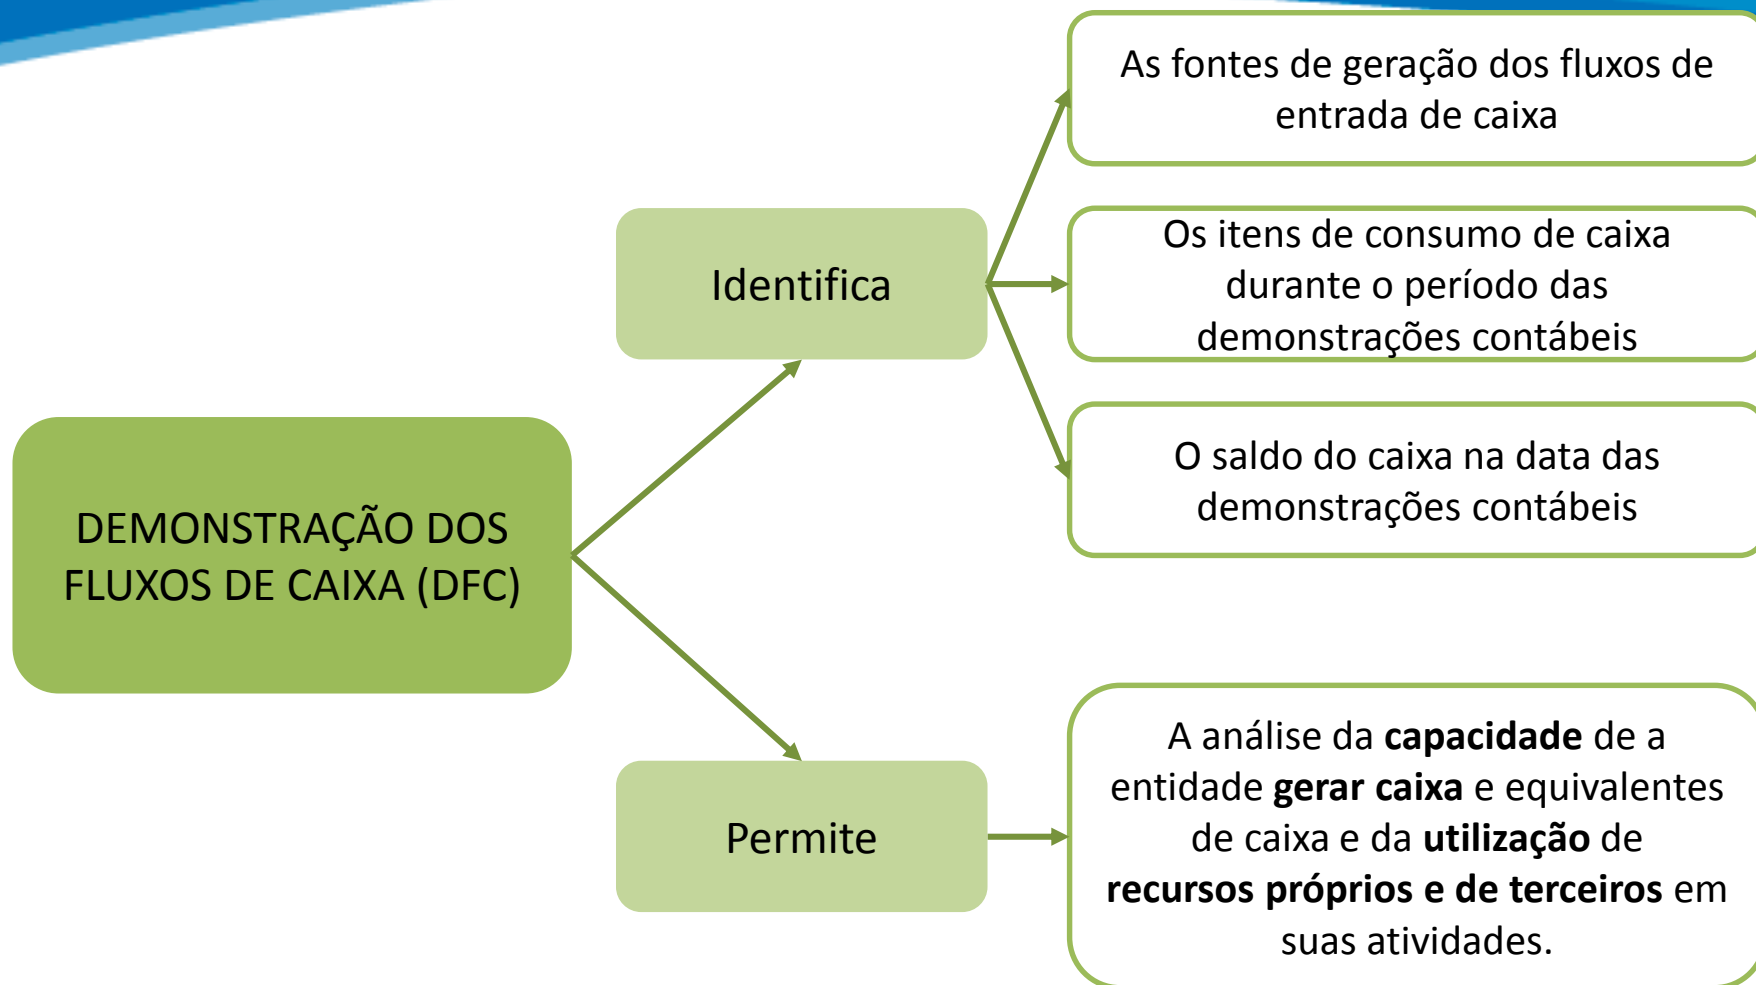 As fontes de geração dos fluxos de
entrada de caixa
Identifica
Os itens de consumo de caixa
durante o período das
demonstrações contábeis
O saldo do caixa na data das
demonstrações contábeis
DEMONSTRAÇÃO DOS
FLUXOS DE CAIXA (DFC)
Permite
A análise da capacidade de a
entidade gerar caixa e equivalentes
de caixa e da utilização de
recursos próprios e de terceiros em
suas atividades.